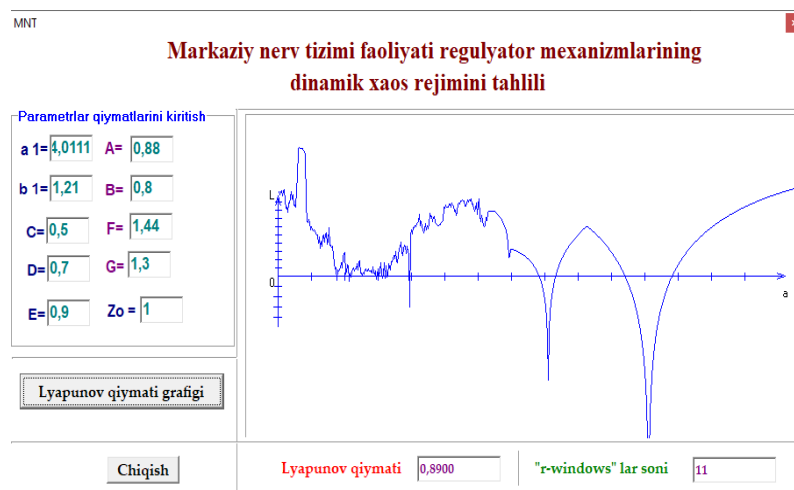 MNT
Markaziy nerv tizimi faoliyati regulyator mexanizmlarining
dinamik xaos rejimini tahlili
Parametrlar qiymatlarini kiritish
a 1= 4,0111 A= 0,88
b 1= 1,21 B= 0,8
C= 0,5 F= 1,44
D= 0,7 G= 1,3
E= 0,9 Zo = 1
L
0
a
Lyapunov qiymati grafigi
Chiqish
Lyapunov qiymati 0,8900
"r-windows" lar soni 11